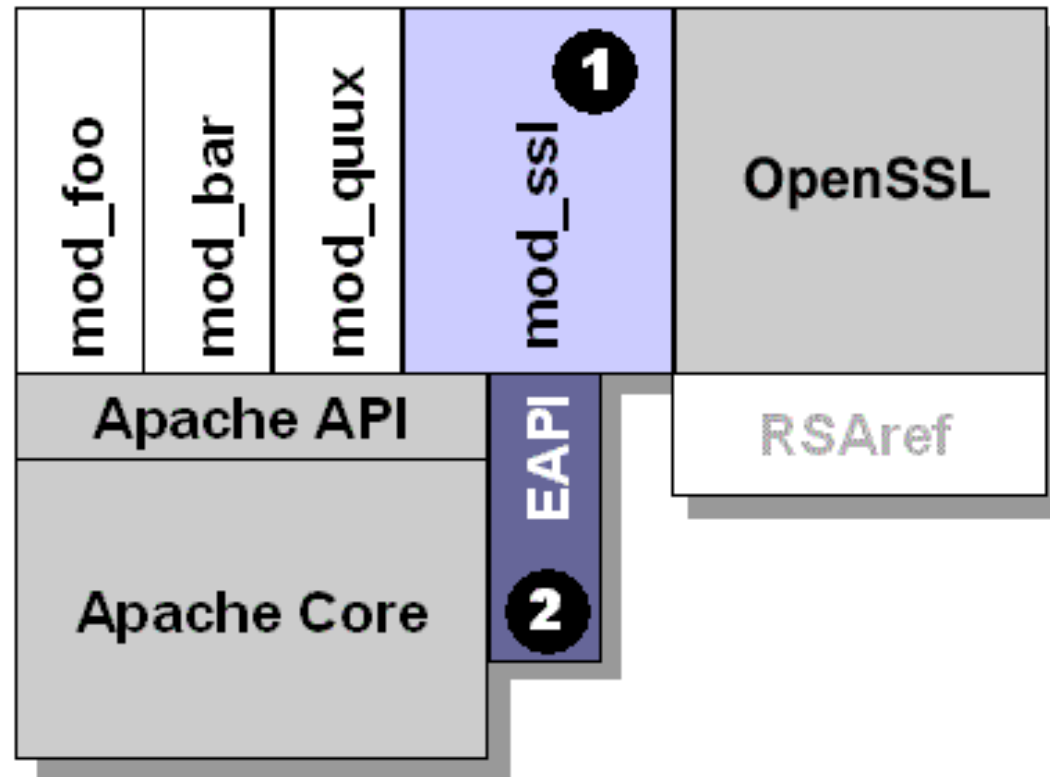 mod_foo
mod_bar
mod_quux
mod_ssl
1
OpenSSL
Apache API
EAPI
RSAref
Apache Core
2